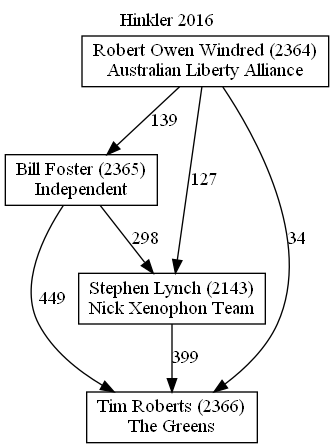 Hinkler 2016
Robert Owen Windred (2364)
Australian Liberty Alliance
139
Bill Foster (2365)
Independent
127
298
34
Stephen Lynch (2143)
Nick Xenophon Team
449
399
Tim Roberts (2366)
The Greens